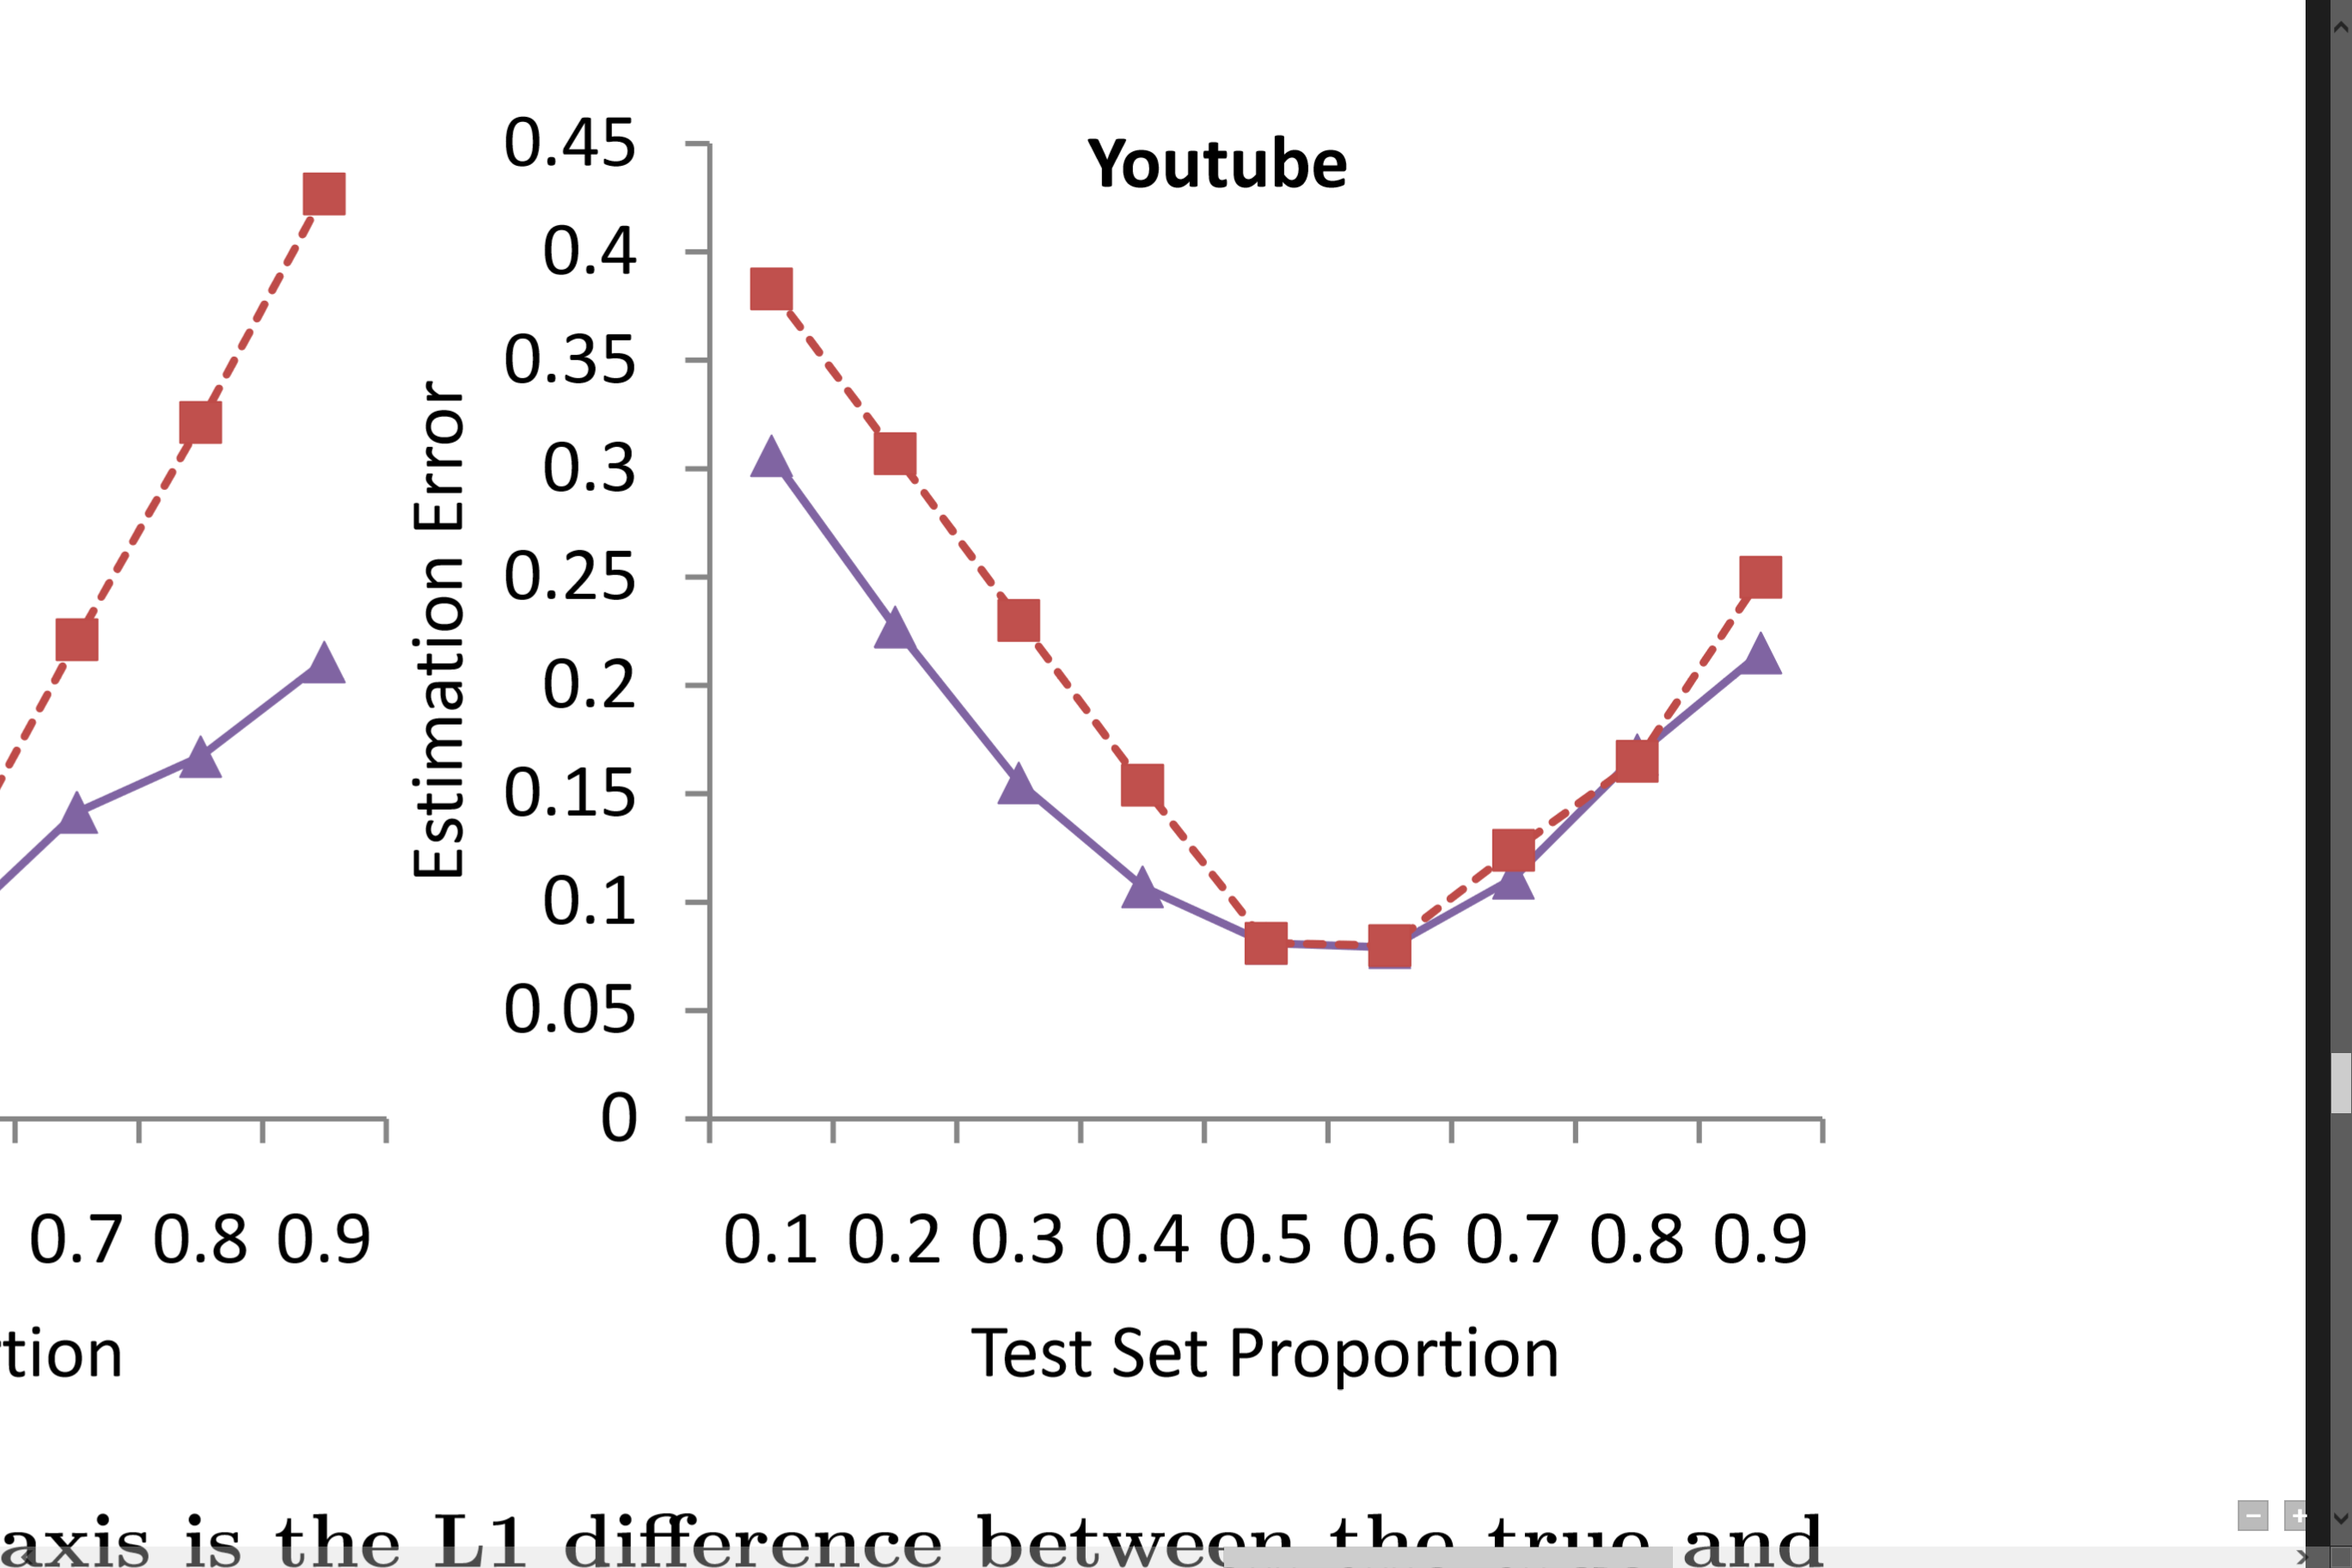 Youtube
0.45
0.4
0.35
0.3
0.25
0.2
0.15
0.1
0.05
0
Estimation Error
0.7 0.8 0.9
0.1 0.2 0.3 0.4 0.5 0.6 0.7 0.8 0.9
tion
Test Set Proportion
axis is the L1 difference between the true and